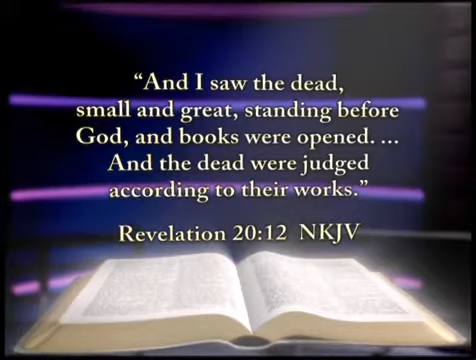 “And I saw the dead,
small and great, standing before
God, and books were opened. ...
And the dead were judged
according to their works.”
Revelation 20:12 NKJV